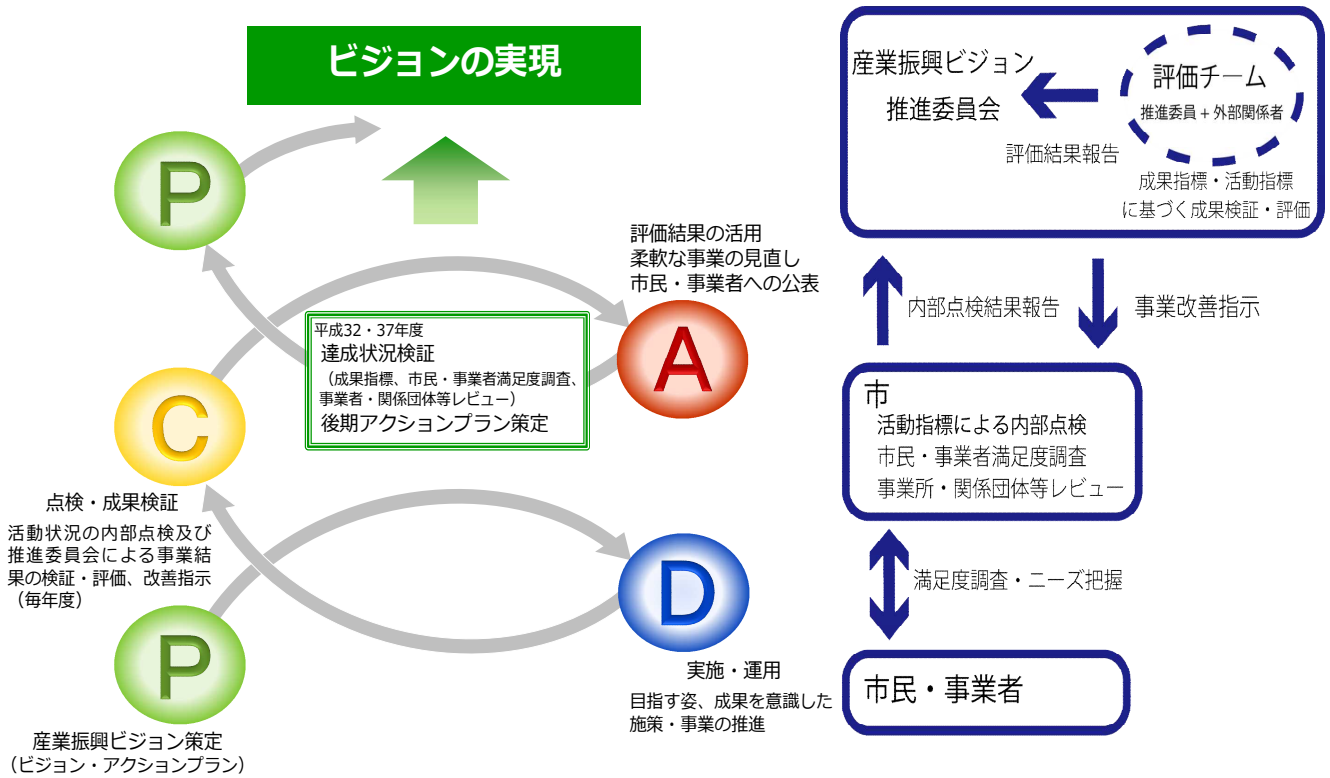 ビジョンの実現
P
評価結果の活用
柔軟な事業の見直し
市民・事業者への公表
A
平成32・37年度
達成状況検証
（成果指標、市民・事業者満足度調査、
事業者・関係団体等レビュー）
後期アクションプラン策定
C
点検・成果検証
活動状況の内部点検及び
推進委員会による事業結
果の検証・評価、改善指示
（毎年度）
D
実施・運用
目指す姿、成果を意識した
施策・事業の推進
P
産業振興ビジョン策定
（ビジョン・アクションプラン）
産業振興ビジョン
推進委員会
評価チーム
推進委員＋外部関係者
評価結果報告
成果指標・活動指標
に基づく成果検証・評価
内部点検結果報告
事業改善指示
市
活動指標による内部点検
市民・事業者満足度調査
事業所・関係団体等レビュー
満足度調査・ニーズ把握
市民・事業者